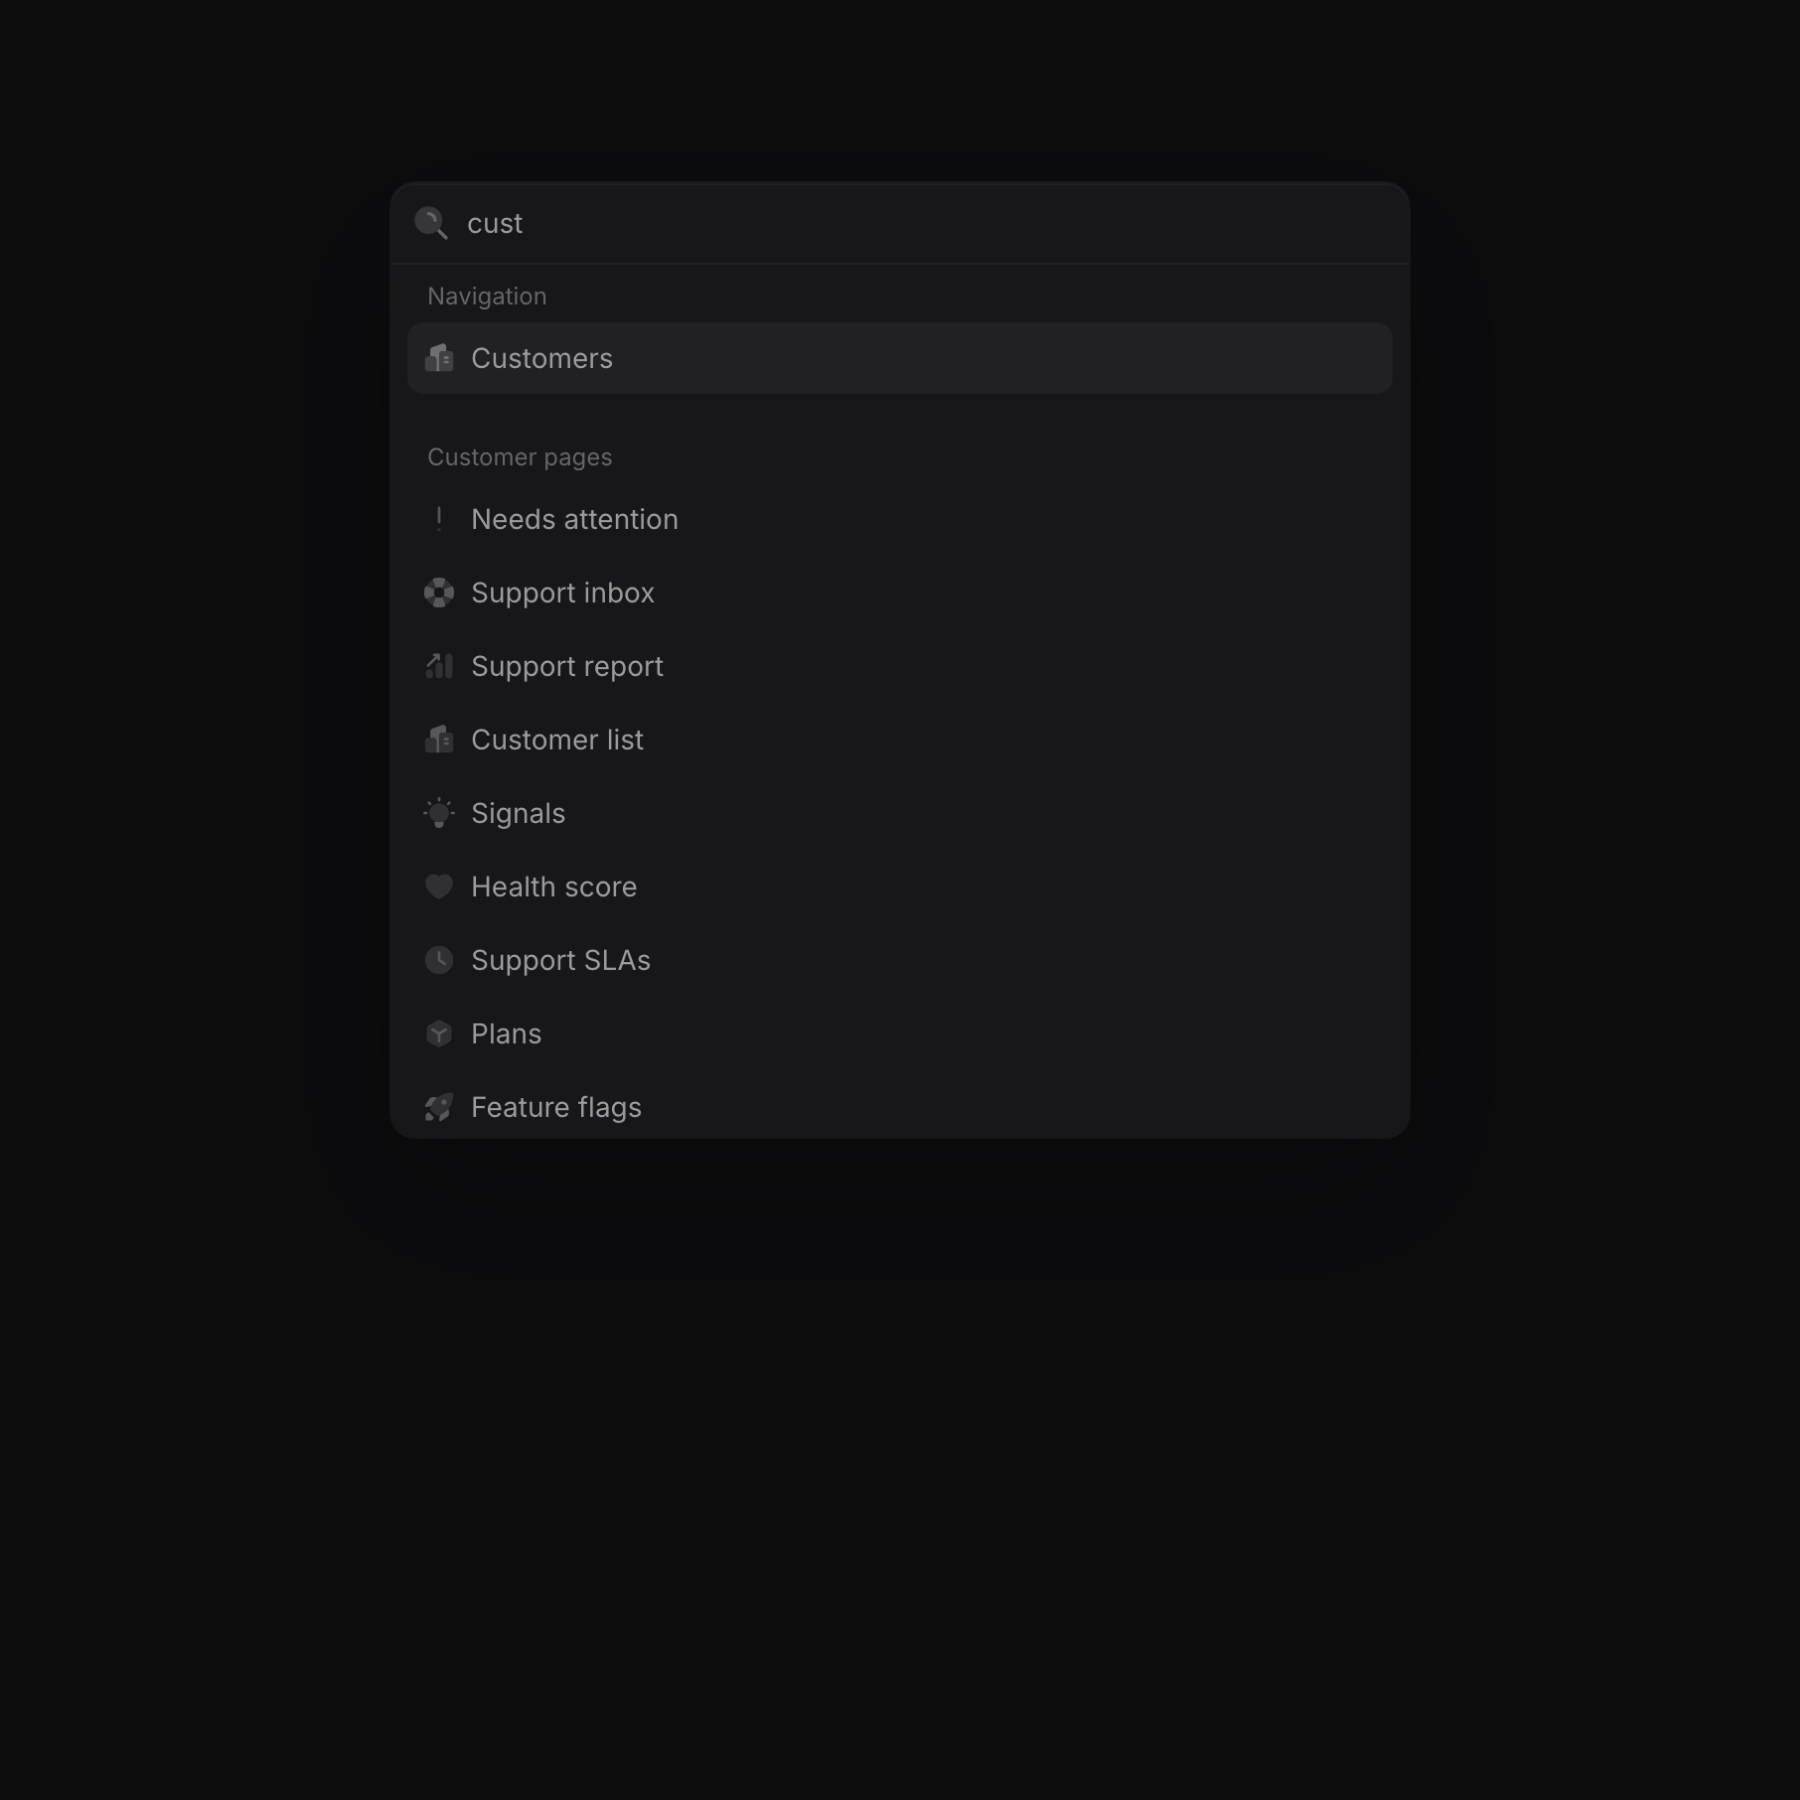 cust
Navigation
Customers
Customer pages
Needs attention
Support inbox
Support report
Customer list
Signals
Health score
Support SLAs
Plans
Feature flags